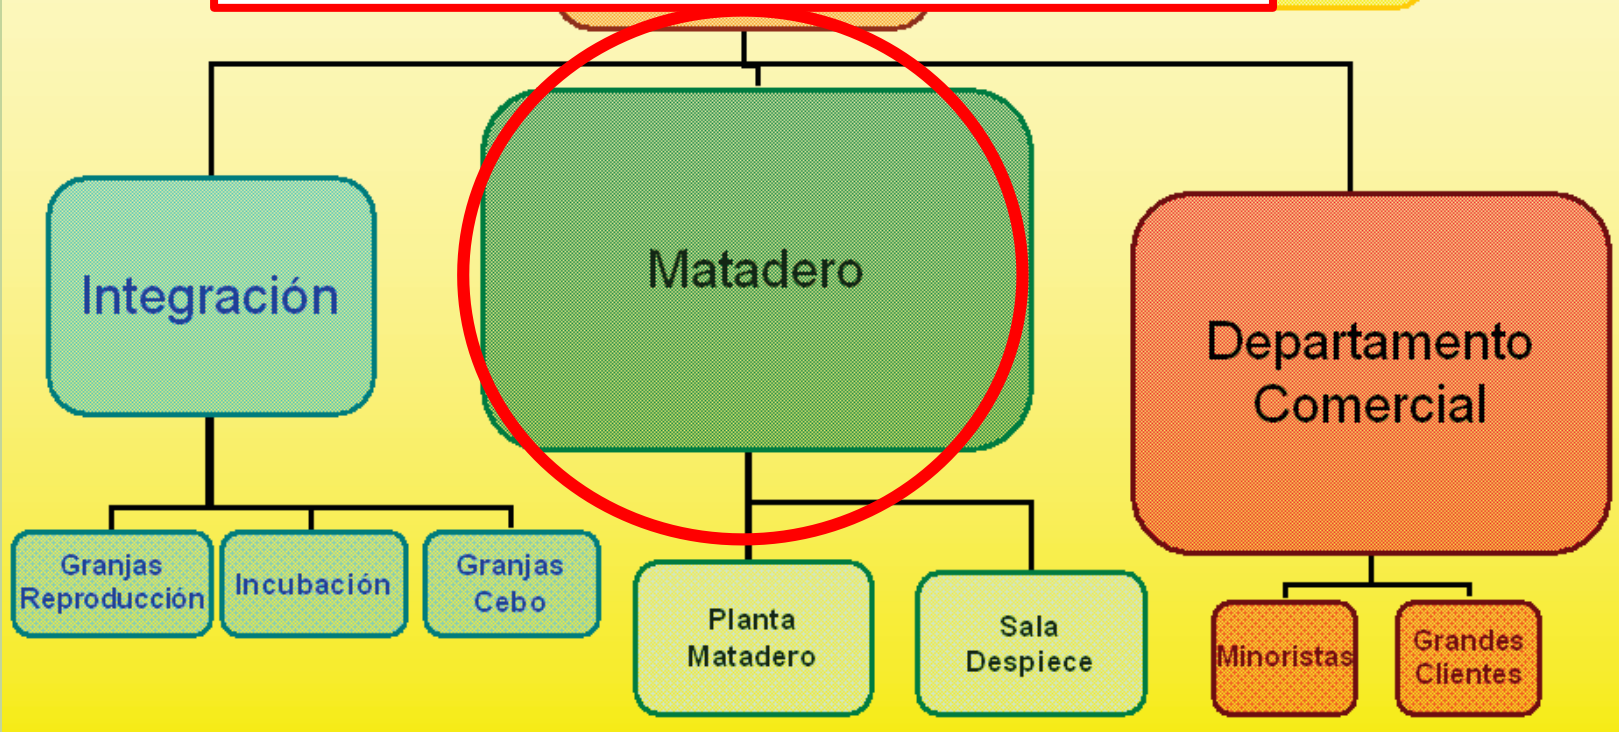 Integración
Matadero
Departamento
Comercial
Granjas
Reproducción
Incubación
Granjas
Cebo
Planta
Matadero
Sala
Despiece
Minoristas
Grandes
Clientes